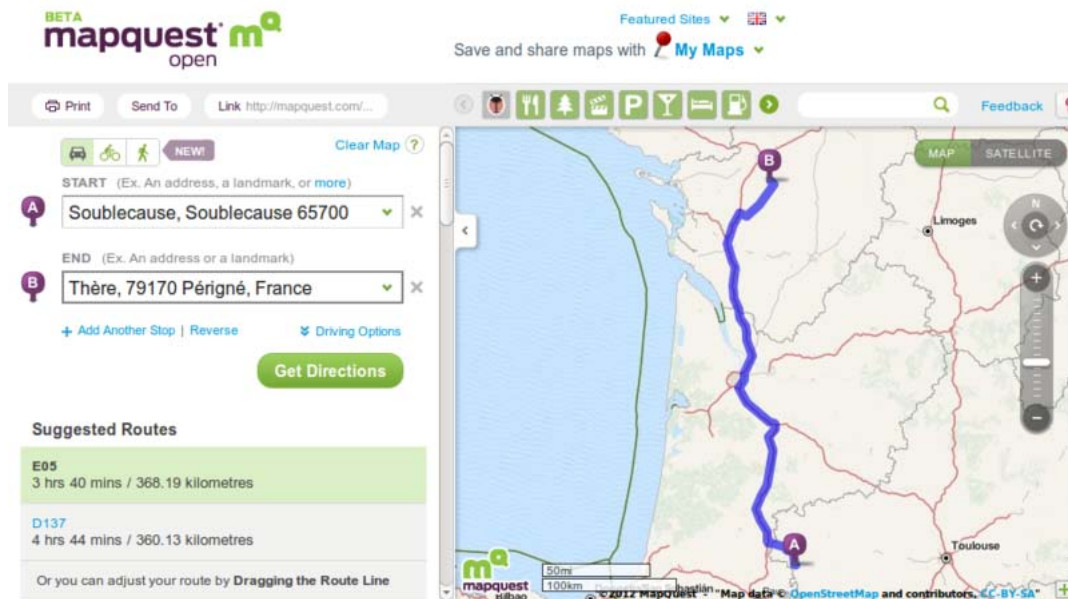 BETA
mapquest mQ
open
Featured Sites
Save and share maps with My Maps
Print
Send To
Link http://mapquest.com/...
P
Feedback
NEW!
Clear Map ?
START (Ex. An address, a landmark, or more)
A
Soublecause, Soublecause 65700
END (Ex. An address or a landmark)
B
Thère, 79170 Périgné, France
+ Add Another Stop | Reverse
Driving Options
Get Directions
Suggested Routes
E05
3 hrs 40 mins / 368.19 kilometres
D137
4 hrs 44 mins / 360.13 kilometres
Or you can adjust your route by Dragging the Route Line
B
MAP SATELLITE
N
Limoges
A
Toulouse
mQ
mapquest
50mi
100km
©2012 MapQuest - "Map data © OpenStreetMap and contributors, CC-BY-SA"